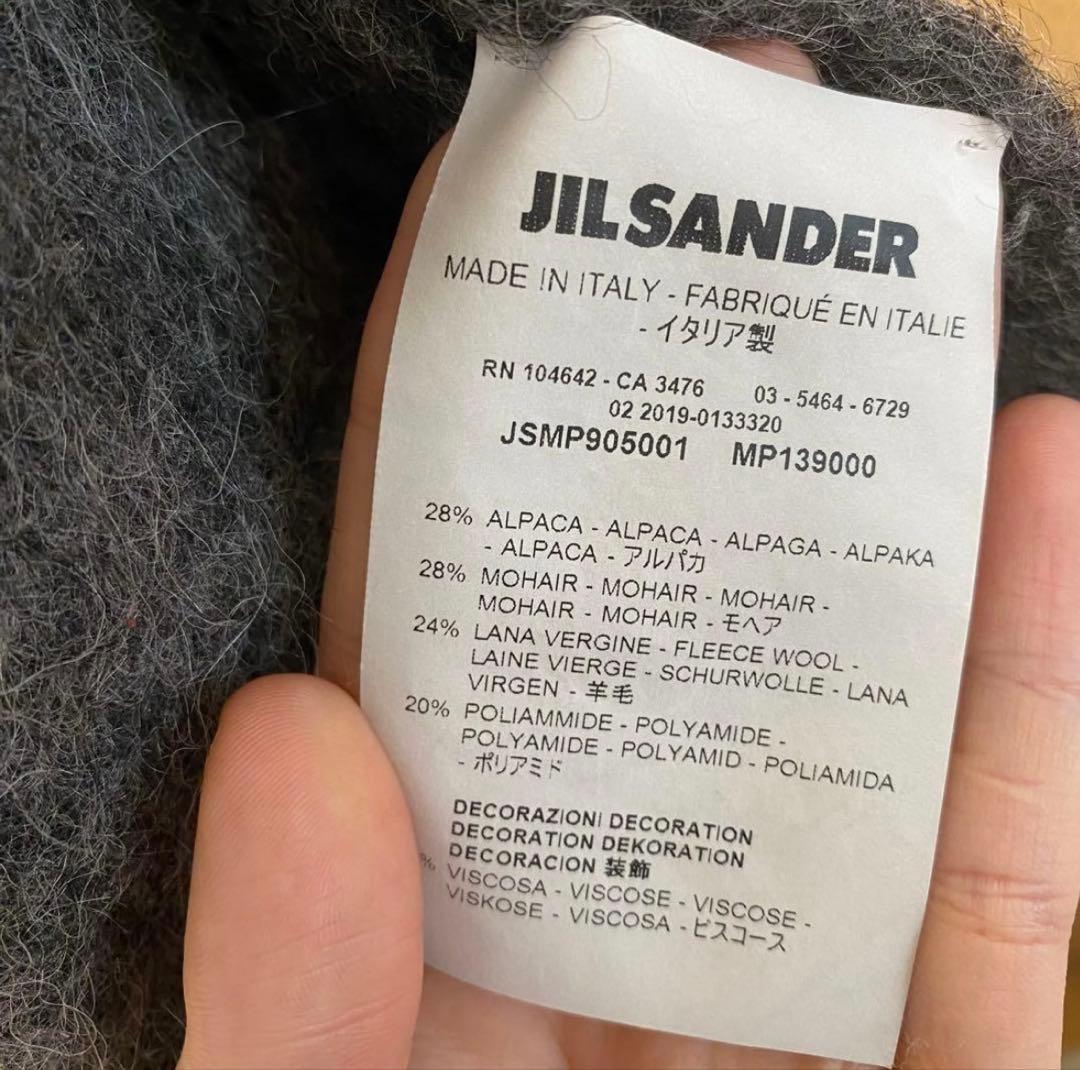 JIL SANDER
MADE IN ITALY - FABRIQUÉ EN ITALIE
- イタリア製
RN 104642 - CA 3476 03 - 5464 - 6729
02 2019-0133320
JSMP905001 MP139000
28% ALPACA - ALPACA - ALPAGA - ALPAKA
- ALPACA - アルパカ
28% MOHAIR - MOHAIR - MOHAIR -
MOHAIR - MOHAIR - モヘア
24% LANA VERGINE - FLEECE WOOL -
LAINE VIERGE - SCHURWOLLE - LANA
VIRGEN - 羊毛
20% POLIAMMIDE - POLYAMIDE -
POLYAMIDE - POLYAMID - POLIAMIDA
- ポリアミド
DECORAZIONI DECORATION
DECORATION DEKORATION
DECORACION 装飾
% VISCOSA - VISCOSE - VISCOSE -
VISKOSE - VISCOSA - ビスコース